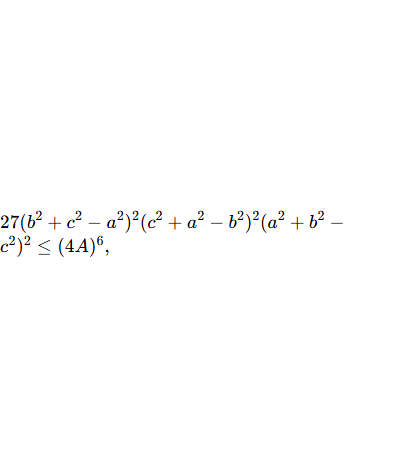 27(b² + c² − a²)²(c² + a² − b²)²(a² + b² −
c²)² ≤ (4A)⁶,